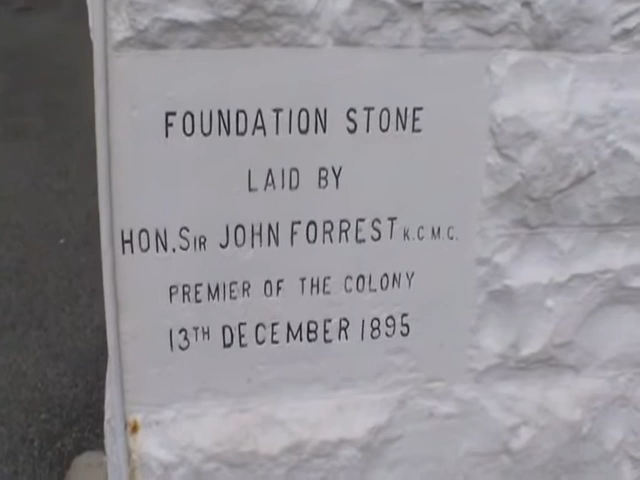 FOUNDATION STONE
LAID BY
HON. SIR JOHN FORREST K.C.M.G.
PREMIER OF THE COLONY
13TH DECEMBER 1895